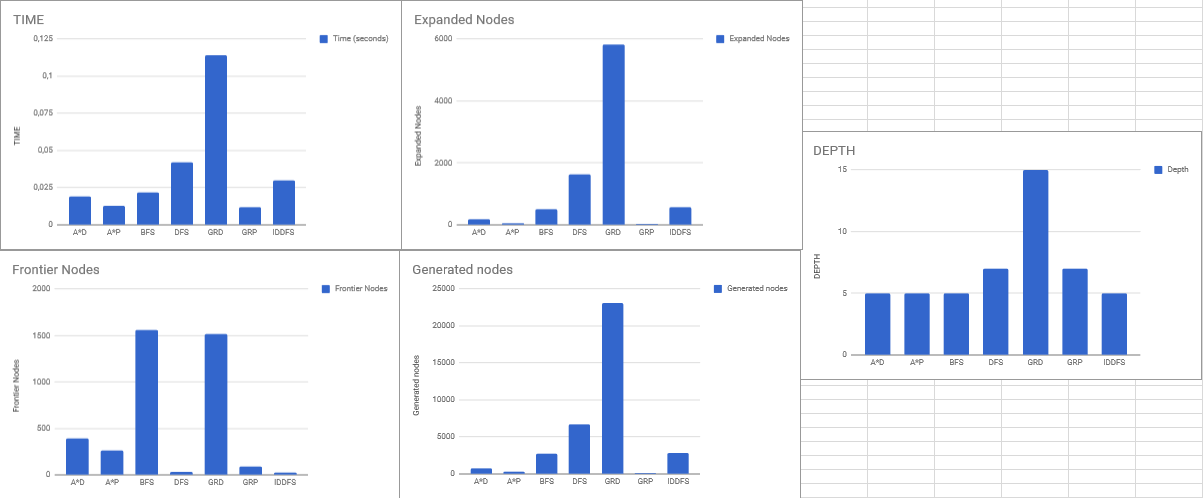 TIME
0,125
0,1
0,075
0,05
0,025
0
TIME
Time (seconds)
A*D A*P BFS DFS GRD GRP IDDFS
Expanded Nodes
6000
4000
2000
0
Expanded Nodes
Expanded Nodes
A*D A*P BFS DFS GRD GRP IDDFS
Frontier Nodes
2000
1500
1000
500
0
Frontier Nodes
Frontier Nodes
A*D A*P BFS DFS GRD GRP IDDFS
Generated nodes
25000
20000
15000
10000
5000
0
Generated nodes
Generated nodes
A*D A*P BFS DFS GRD GRP IDDFS
DEPTH
15
10
5
0
DEPTH
Depth
A*D A*P BFS DFS GRD GRP IDDFS